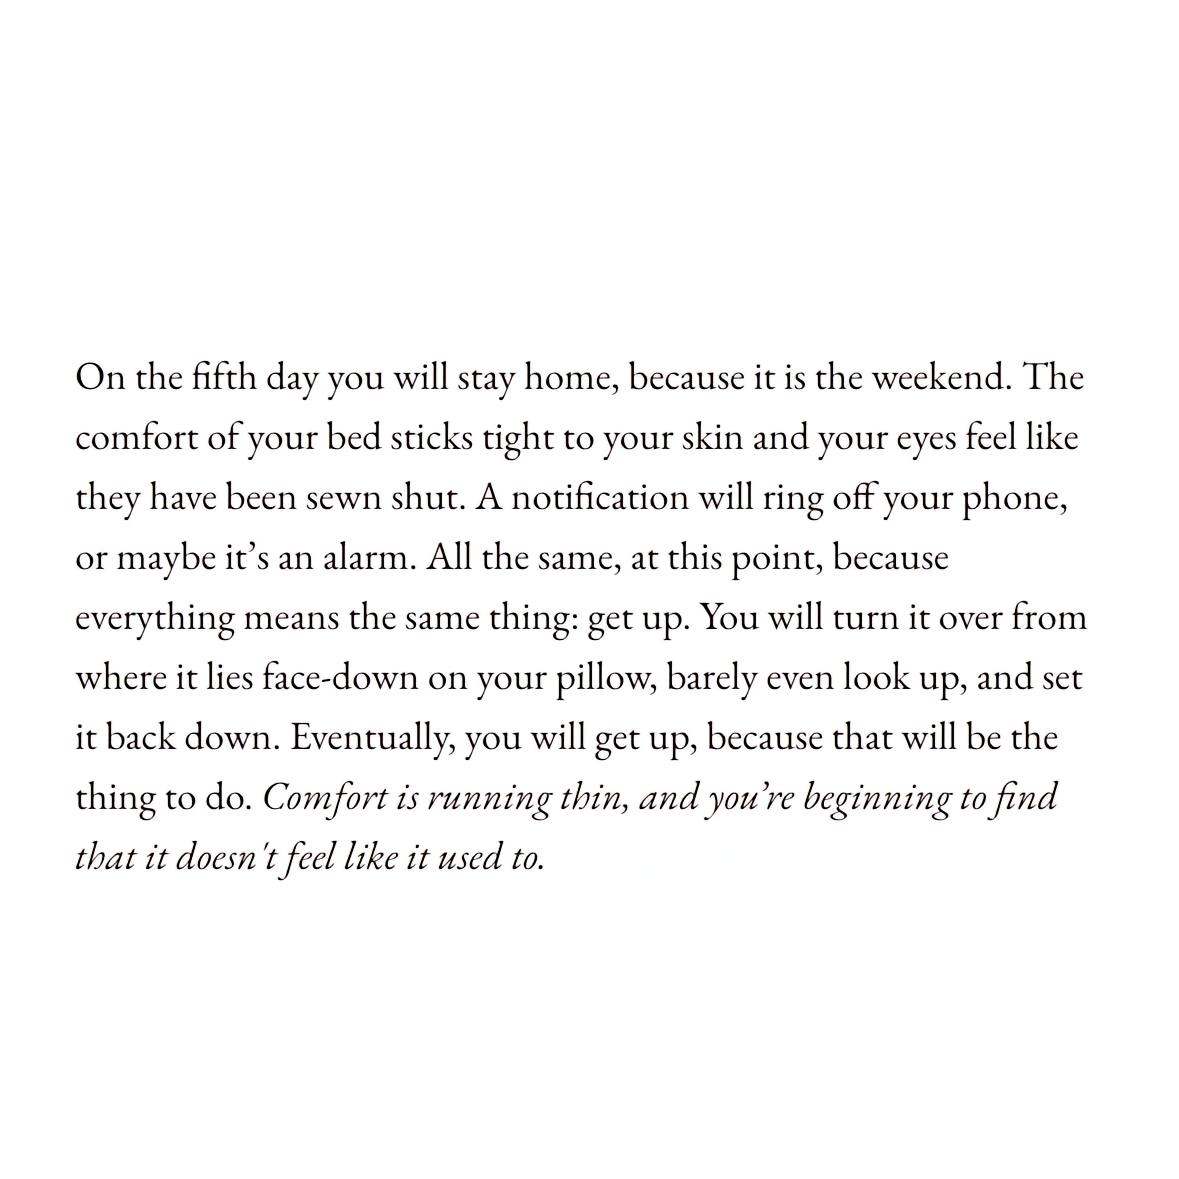 On the fifth day you will stay home, because it is the weekend. The
comfort of your bed sticks tight to your skin and your eyes feel like
they have been sewn shut. A notification will ring off your phone,
or maybe it’s an alarm. All the same, at this point, because
everything means the same thing: get up. You will turn it over from
where it lies face-down on your pillow, barely even look up, and set
it back down. Eventually, you will get up, because that will be the
thing to do. Comfort is running thin, and you’re beginning to find
that it doesn't feel like it used to.